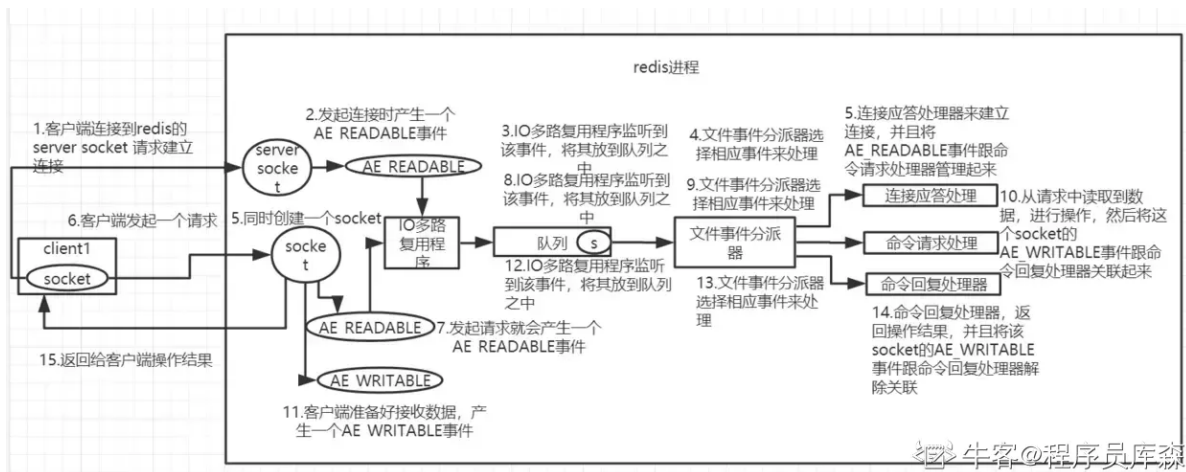 redis进程
1.客户端连接到redis的
server socket 请求建立
连接
2.发起连接时产生一个
AE READABLE事件
3.IO多路复用程序监听到
该事件，将其放到队列之
中
4.文件事件分派器选
择相应事件来处理
5.连接应答处理器来建立
连接，并且将
AE_READABLE事件跟命
令请求处理器管理起来
server
socke
t
AE READABLE
8.IO多路复用程序监听到
该事件，将其放到队列之
中
9.文件事件分派器选
择相应事件来处理
连接应答处理
10.从请求中读取到数
据，进行操作，然后将这
个socket的
AE_WRITABLE事件跟命
令回复处理器关联起来
6.客户端发起一个请求
5.同时创建一个socket
client1
socket
socke
t
IO多路
复用程
序
队列
s
文件事件分派
器
命令请求处理
命令回复处理器
12.IO多路复用程序监听
到该事件，将其放到队列
之中
13.文件事件分派器
选择相应事件来处
理
AE READABLE
7.发起请求就会产生一个
AE READABLE事件
14.命令回复处理器，返
回操作结果，并且将该
socket的AE_WRITABLE
事件跟命令回复处理器解
除关联
15.返回给客户端操作结果
AE WRITABLE
11.客户端准备好接收数据，产
生一个AE WRITABLE事件
牛客@程序员库森